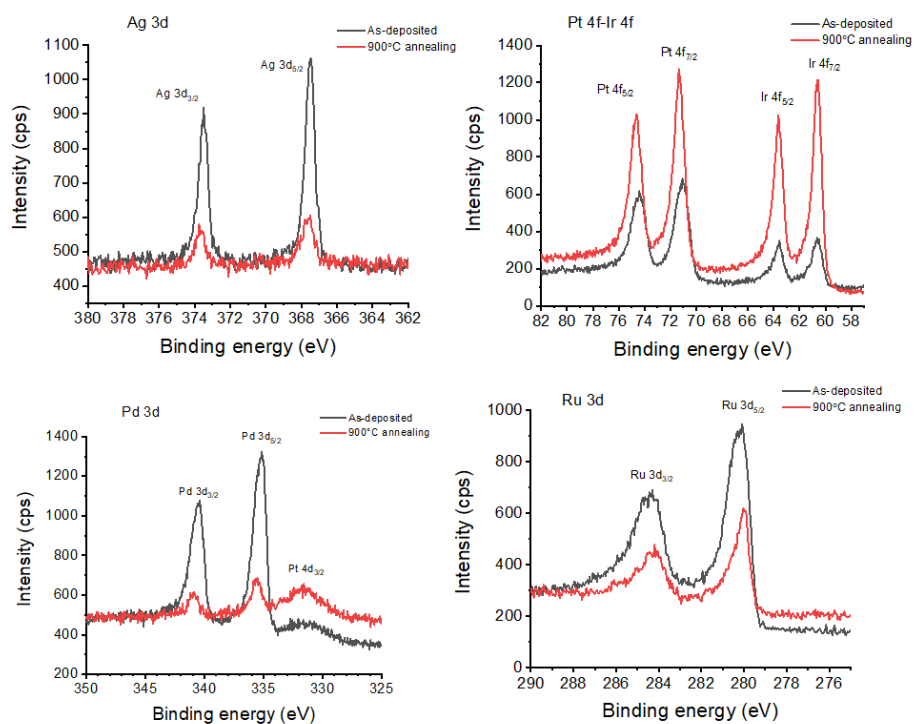 Ag 3d
As-deposited
900°C annealing
1100
1000
900
800
700
600
500
400
Intensity (cps)
Ag 3d3/2
Ag 3d5/2
380 378 376 374 372 370 368 366 364 362
Binding energy (eV)
Pt 4f-Ir 4f
As-deposited
900°C annealing
1400
1200
1000
800
600
400
200
0
Intensity (cps)
Pt 4f5/2
Pt 4f7/2
Ir 4f5/2
Ir 4f7/2
82 80 78 76 74 72 70 68 66 64 62 60 58
Binding energy (eV)
Pd 3d
As-deposited
900°C annealing
1400
1200
1000
800
600
400
200
Intensity (cps)
Pd 3d3/2
Pd 3d5/2
Pt 4d3/2
350 345 340 335 330 325
Binding energy (eV)
Ru 3d
As-deposited
900°C annealing
1000
800
600
400
200
0
Intensity (cps)
Ru 3d3/2
Ru 3d5/2
290 288 286 284 282 280 278 276
Binding energy (eV)